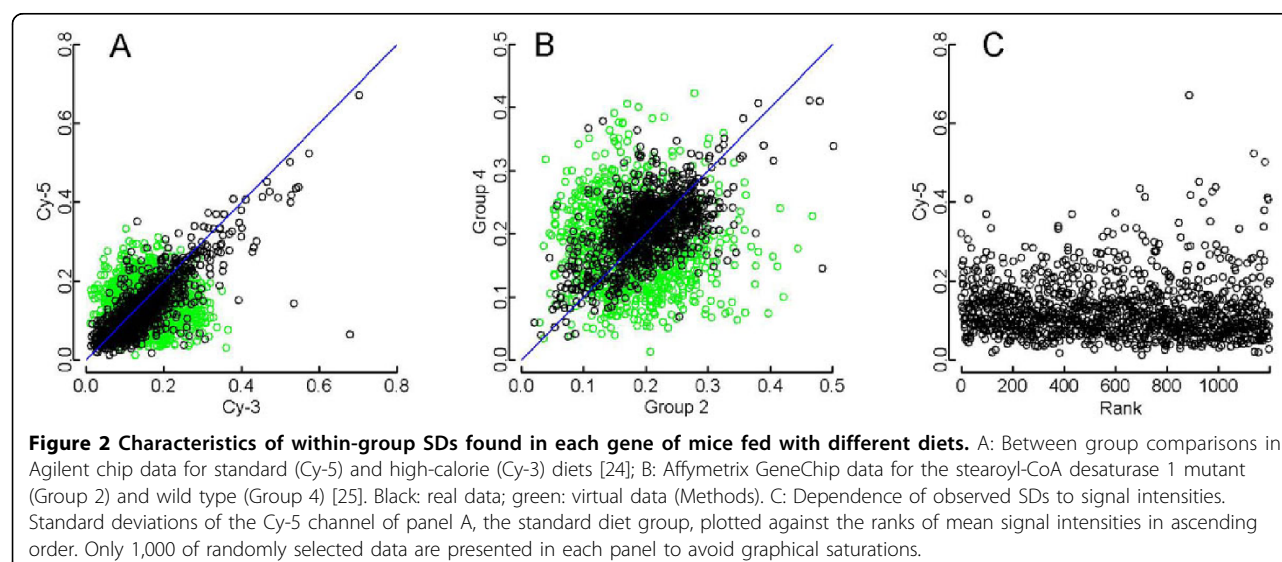 A
Cy-5
0.0 0.2 0.4 0.6 0.8
0.0 0.2 0.4 0.6 0.8
Cy-3
B
Group 4
0.0 0.1 0.2 0.3 0.4 0.5
0.0 0.1 0.2 0.3 0.4 0.5
Group 2
C
Cy-5
0.0 0.2 0.4 0.6 0.8
0 200 400 600 800 1000
Rank
Figure 2 Characteristics of within-group SDs found in each gene of mice fed with different diets. A: Between group comparisons in
Agilent chip data for standard (Cy-5) and high-calorie (Cy-3) diets [24]; B: Affymetrix GeneChip data for the stearoyl-CoA desaturase 1 mutant
(Group 2) and wild type (Group 4) [25]. Black: real data; green: virtual data (Methods). C: Dependence of observed SDs to signal intensities.
Standard deviations of the Cy-5 channel of panel A, the standard diet group, plotted against the ranks of mean signal intensities in ascending
order. Only 1,000 of randomly selected data are presented in each panel to avoid graphical saturations.